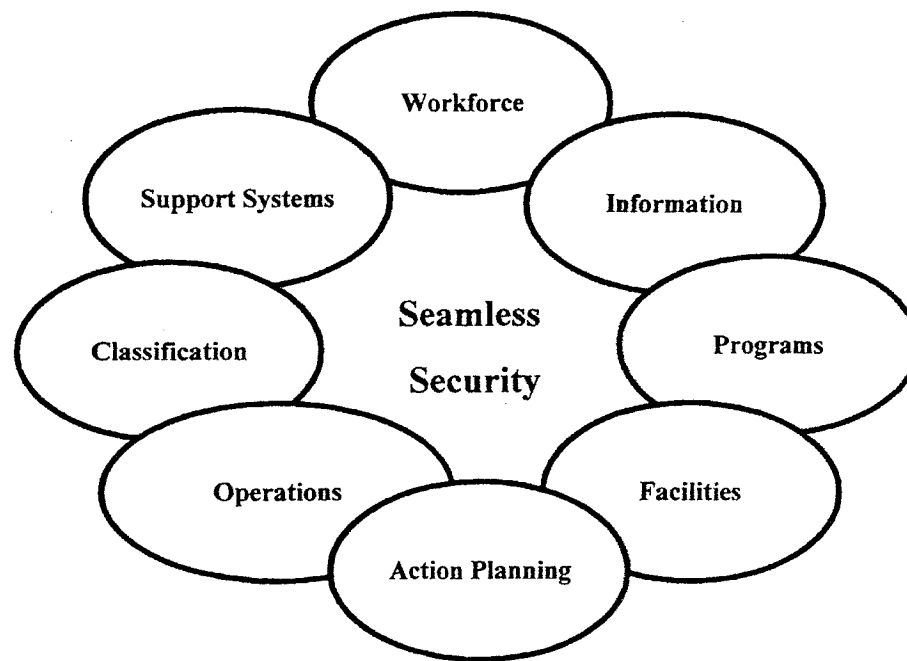 Workforce
Support Systems
Information
Seamless
Security
Classification
Programs
Operations
Facilities
Action Planning